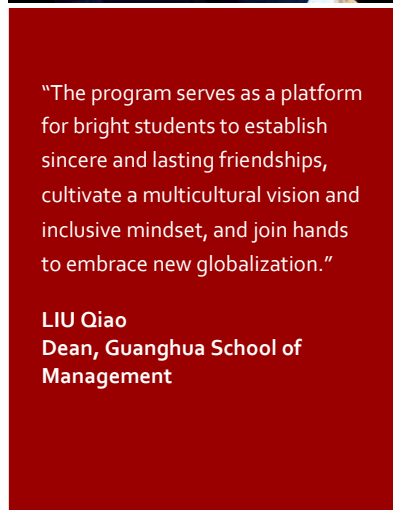 “The program serves as a platform
for bright students to establish
sincere and lasting friendships,
cultivate a multicultural vision and
inclusive mindset, and join hands
to embrace new globalization.”
LIU Qiao
Dean, Guanghua School of
Management